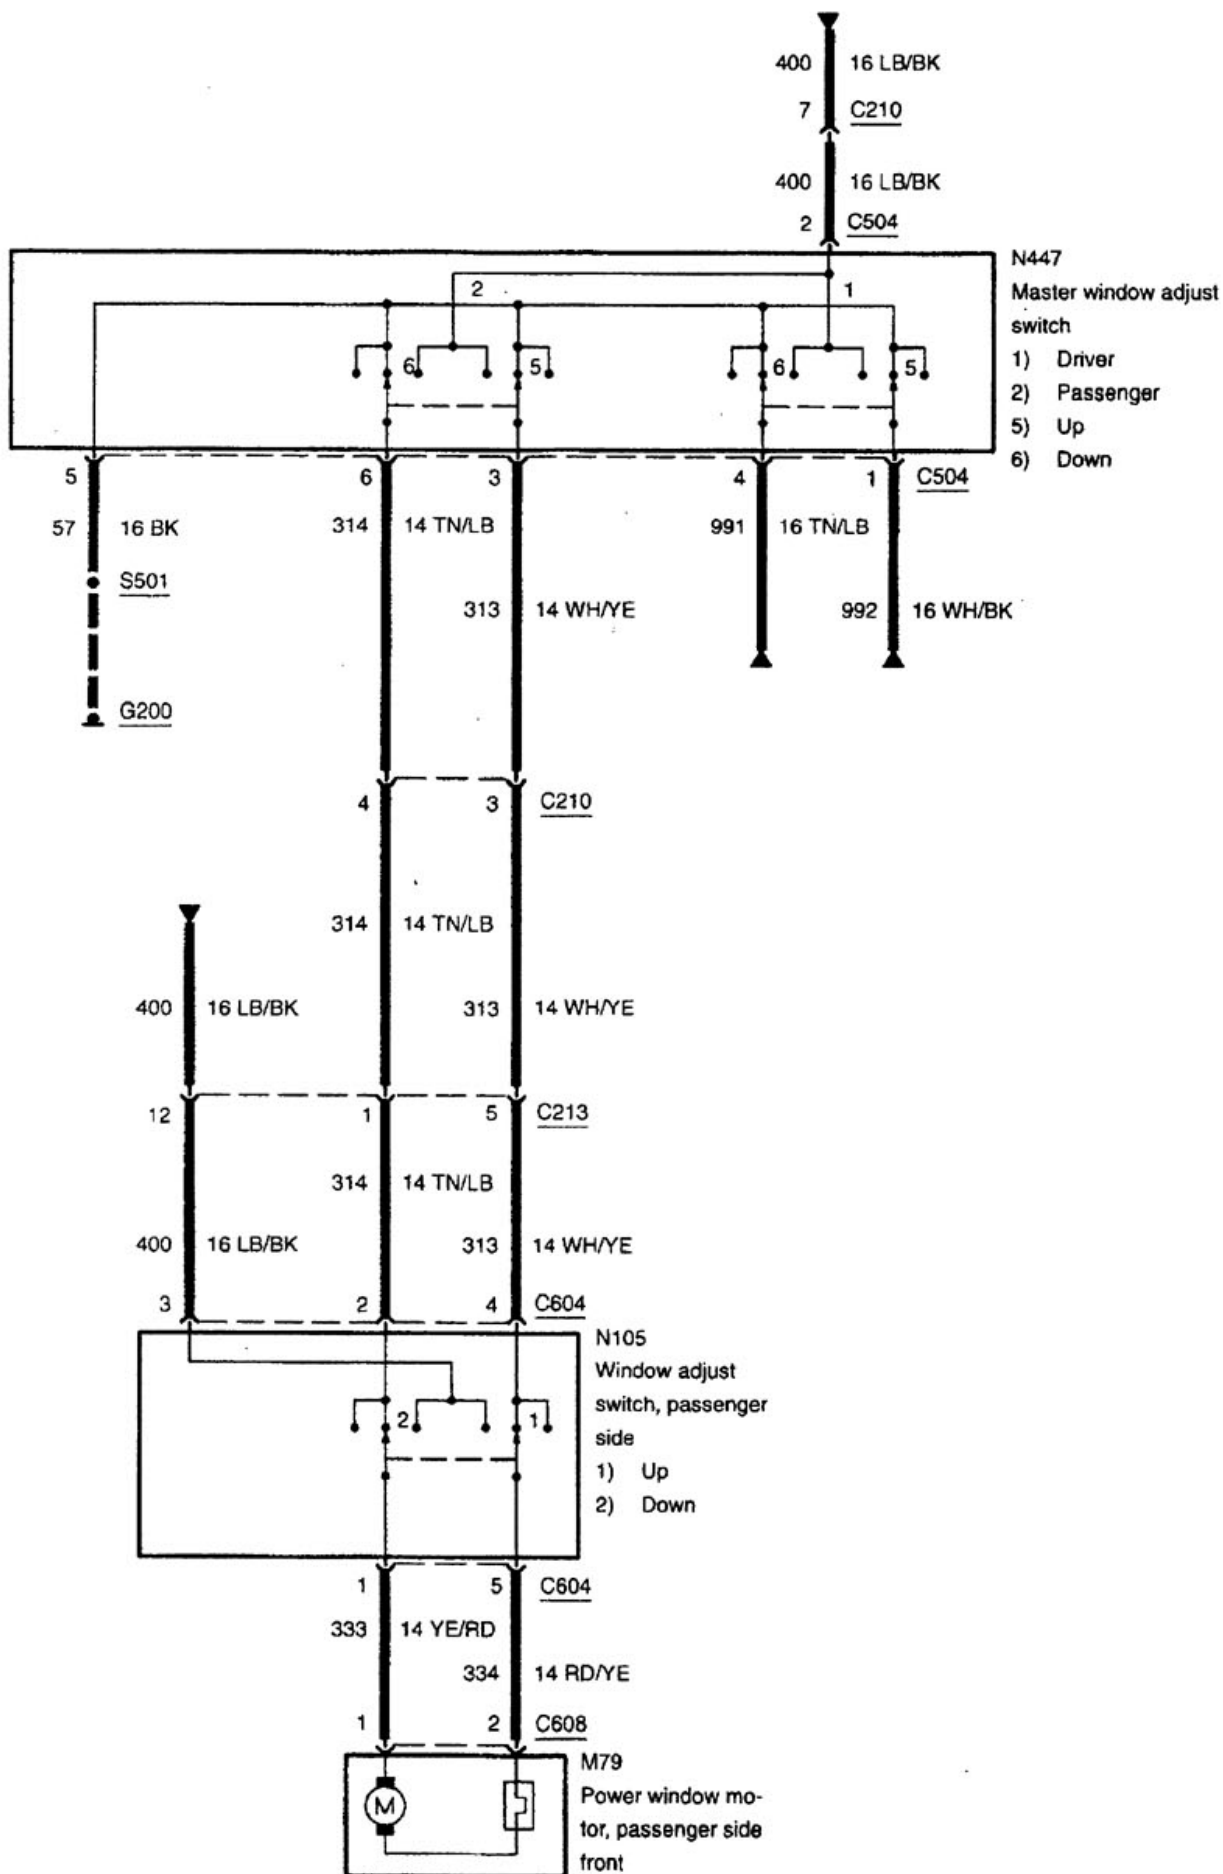 400 16 LB/BK
7 C210
400 16 LB/BK
2 C504
N447
Master window adjust
switch
1) Driver
2) Passenger
5) Up
6) Down
2 1
6 5 6 5
5 6 3 4 1 C504
57 16 BK 314 14 TN/LB 991 16 TN/LB
S501
313 14 WH/YE 992 16 WH/BK
G200
4 3 C210
314 14 TN/LB
400 16 LB/BK 313 14 WH/YE
12 1 5 C213
314 14 TN/LB
400 16 LB/BK 313 14 WH/YE
3 2 4 C604
N105
Window adjust
switch, passenger
side
1) Up
2) Down
2 1
1 5 C604
333 14 YE/RD
334 14 RD/YE
1 2 C608
M79
M
Power window mo-
tor, passenger side
front